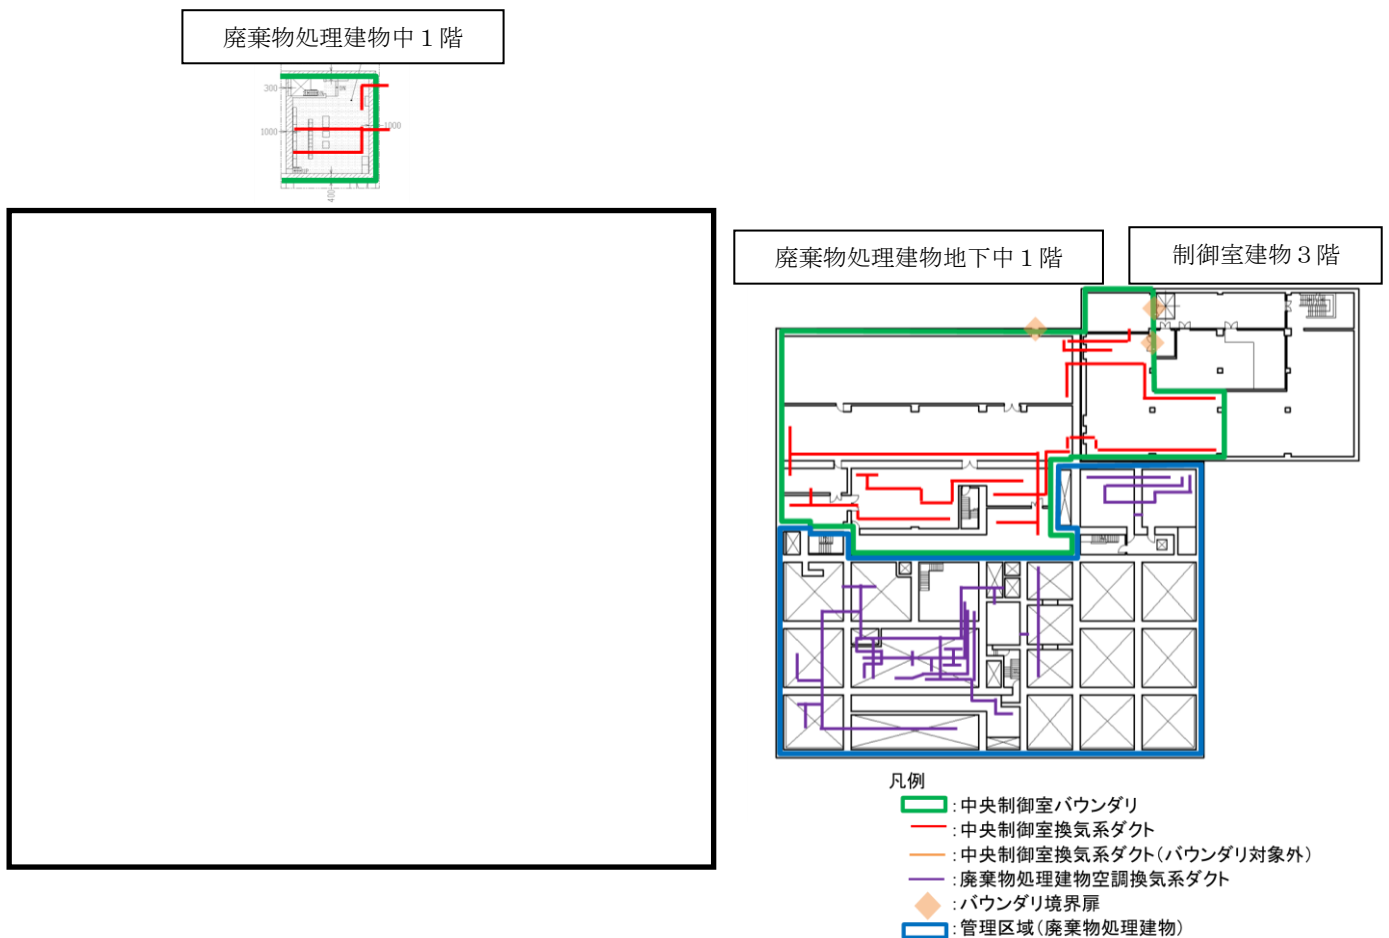 廃棄物処理建物中１階
300
1000
1000
400
廃棄物処理建物地下中１階
制御室建物３階
凡例
：中央制御室バウンダリ
：中央制御室換気系ダクト
：中央制御室換気系ダクト（バウンダリ対象外）
：廃棄物処理建物空調換気系ダクト
：バウンダリ境界扉
：管理区域（廃棄物処理建物）